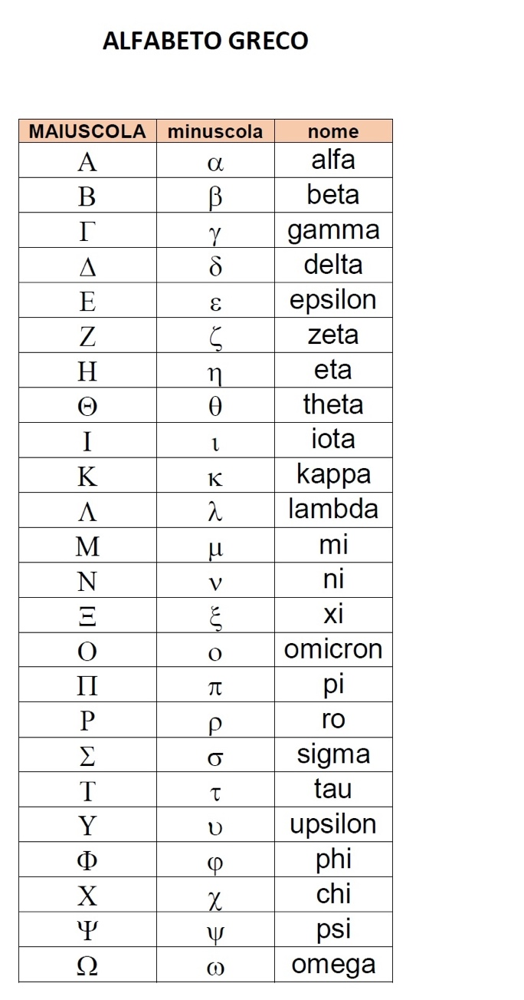 ALFABETO GRECO
MAIUSCOLA minuscola nome
Α α alfa
Β β beta
Γ γ gamma
Δ δ delta
Ε ε epsilon
Ζ ζ zeta
Η η eta
Θ θ theta
Ι ι iota
Κ κ kappa
Λ λ lambda
Μ μ mi
Ν ν ni
Ξ ξ xi
Ο ο omicron
Π π pi
Ρ ρ ro
Σ σ sigma
Τ τ tau
Υ υ upsilon
Φ φ phi
Χ χ chi
Ψ ψ psi
Ω ω omega